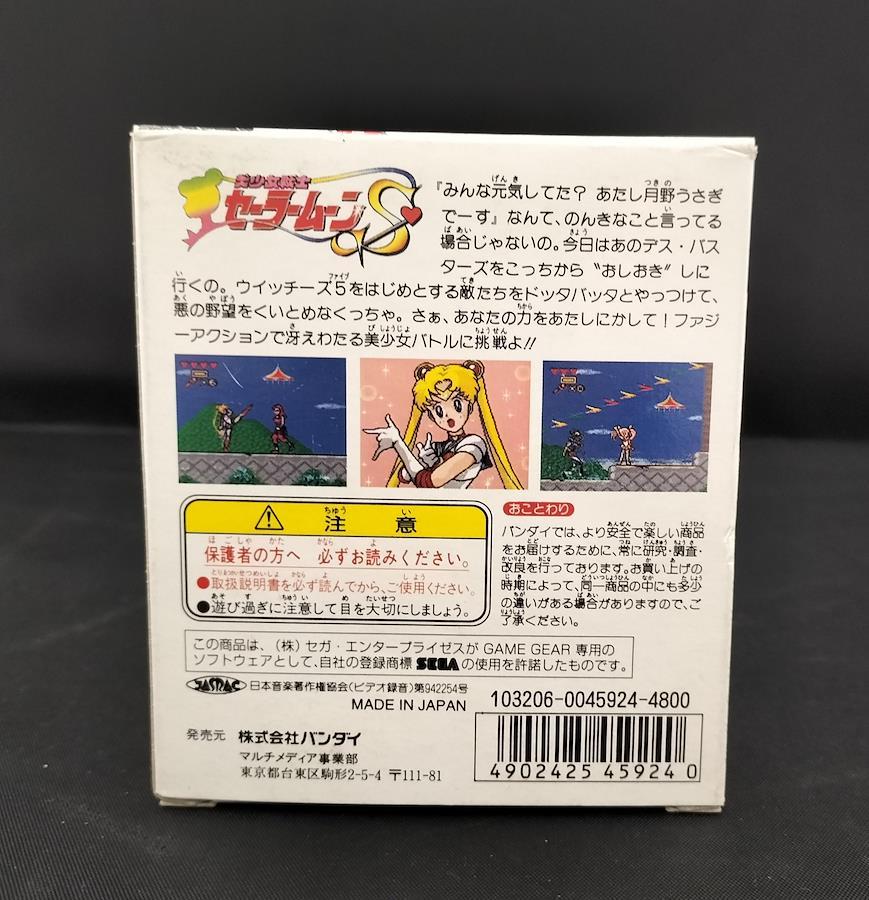 美少女戦士
セーラームーンS
『みんな元気してた? あたし月野うさぎ
でーす』なんて、のんきなこと言ってる
場合じゃないの。今日はあのデス・バス
ターズをこっちから“おしおき”しに
行くの。ウイッチーズ5をはじめとする敵たちをドッタバッタとやっつけて、
悪の野望をくいとめなくっちゃ。さぁ、あなたの力をあたしにかして!ファジ
ーアクションで冴えわたる美少女バトルに挑戦よ!!
注意
保護者の方へ 必ずお読みください。
●取扱説明書を必ず読んでから、ご使用ください。
●遊び過ぎに注意して目を大切にしましょう。
おことわり
バンダイでは、より安全で楽しい商品
をお届けするために、常に研究・調査・
改良を行っております。お買い上げの
時期によって、同一商品の中にも多少
の違いがある場合がありますので、ご
了承ください。
この商品は、(株)セガ・エンタープライゼスが GAME GEAR 専用の
ソフトウェアとして、自社の登録商標 SEGA の使用を許諾したものです。
JASRAC 日本音楽著作権協会(ビデオ録音)第942254号
MADE IN JAPAN
103206-0045924-4800
発売元 株式会社バンダイ
マルチメディア事業部
東京都台東区駒形2-5-4 〒111-81
4902425 459240